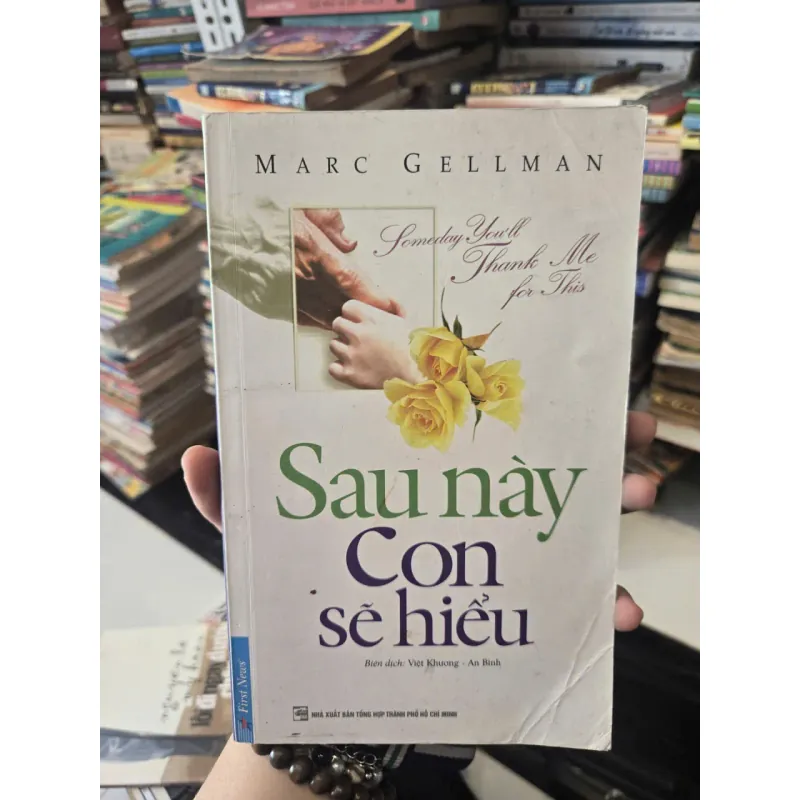 MARC GELLMAN
Someday You'll
Thank Me
for This
Sau này
Con
sẽ hiểu
Biên dịch: Việt Khương - An Bình
First News
NHÀ XUẤT BẢN TỔNG HỢP THÀNH PHỐ HỒ CHÍ MINH